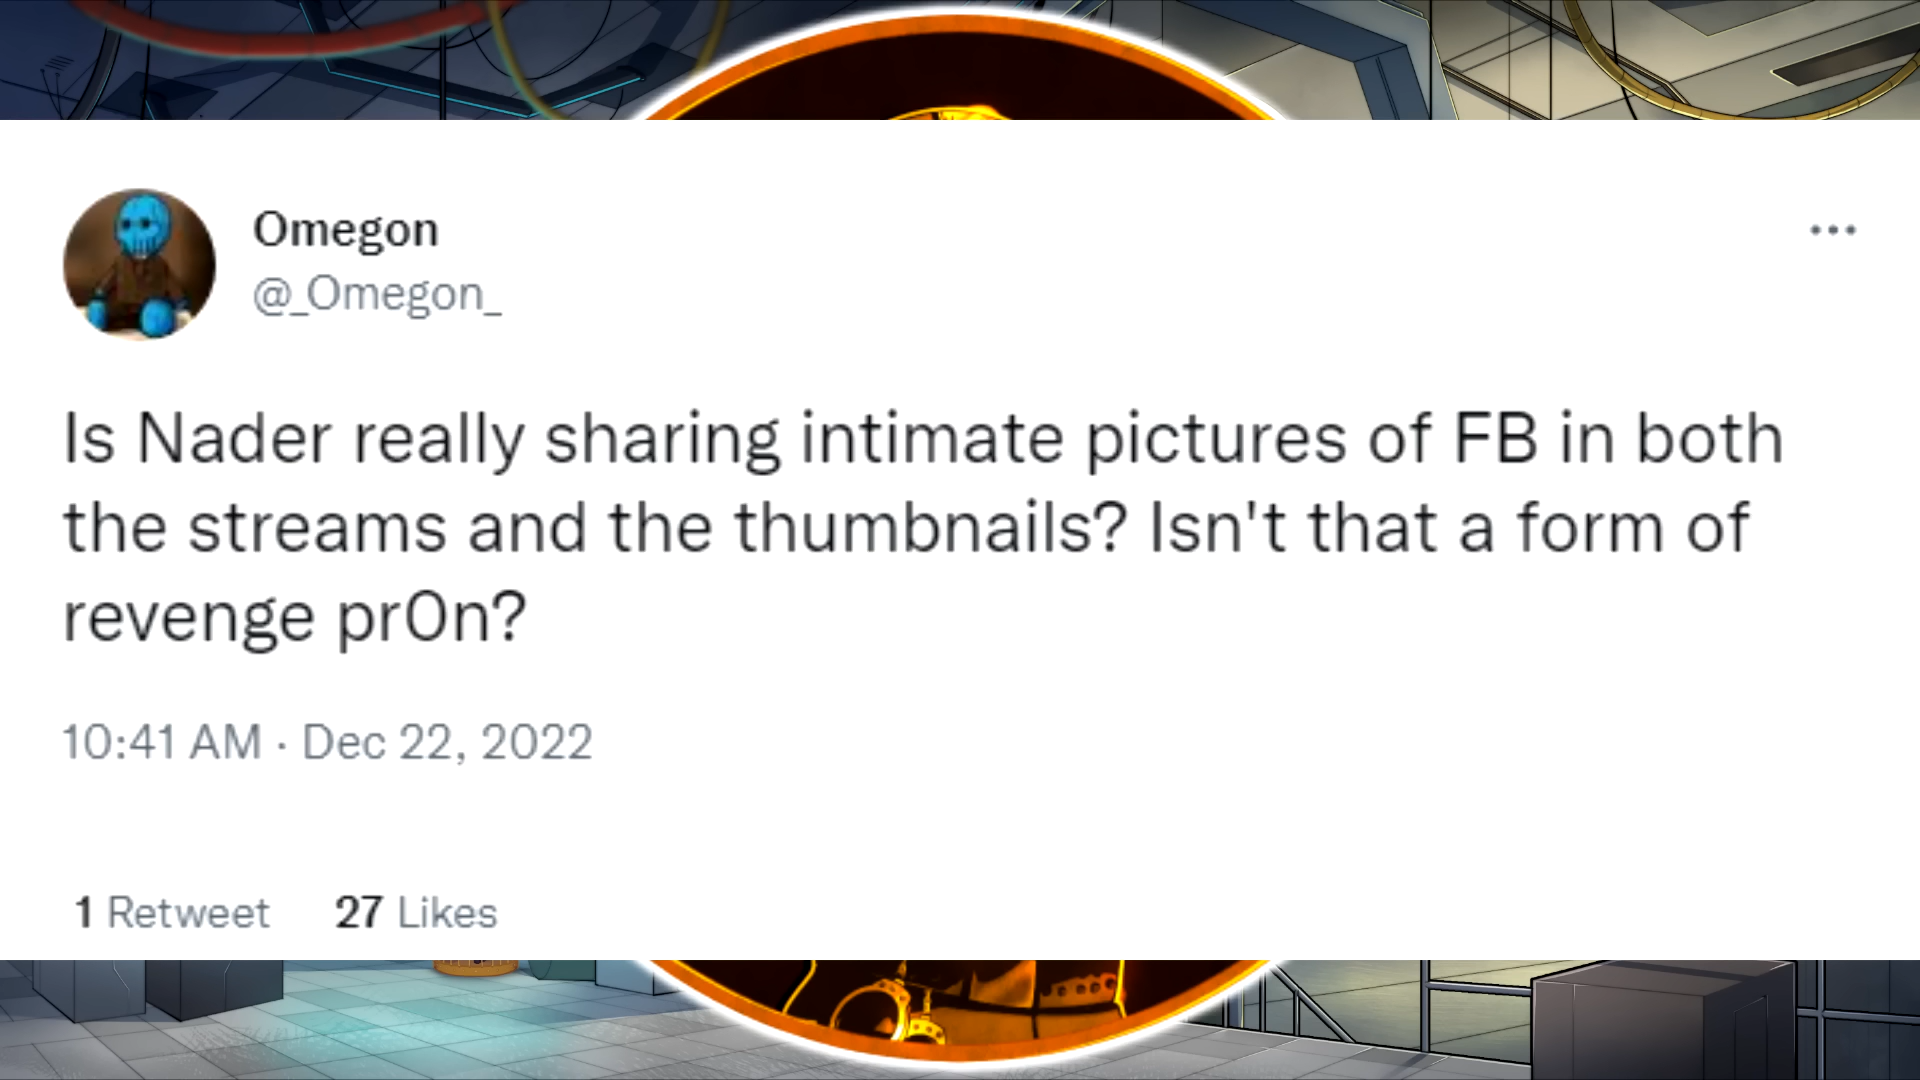 Omegon
@_Omegon_
Is Nader really sharing intimate pictures of FB in both
the streams and the thumbnails? Isn't that a form of
revenge pr0n?
10:41 AM · Dec 22, 2022
1 Retweet 27 Likes